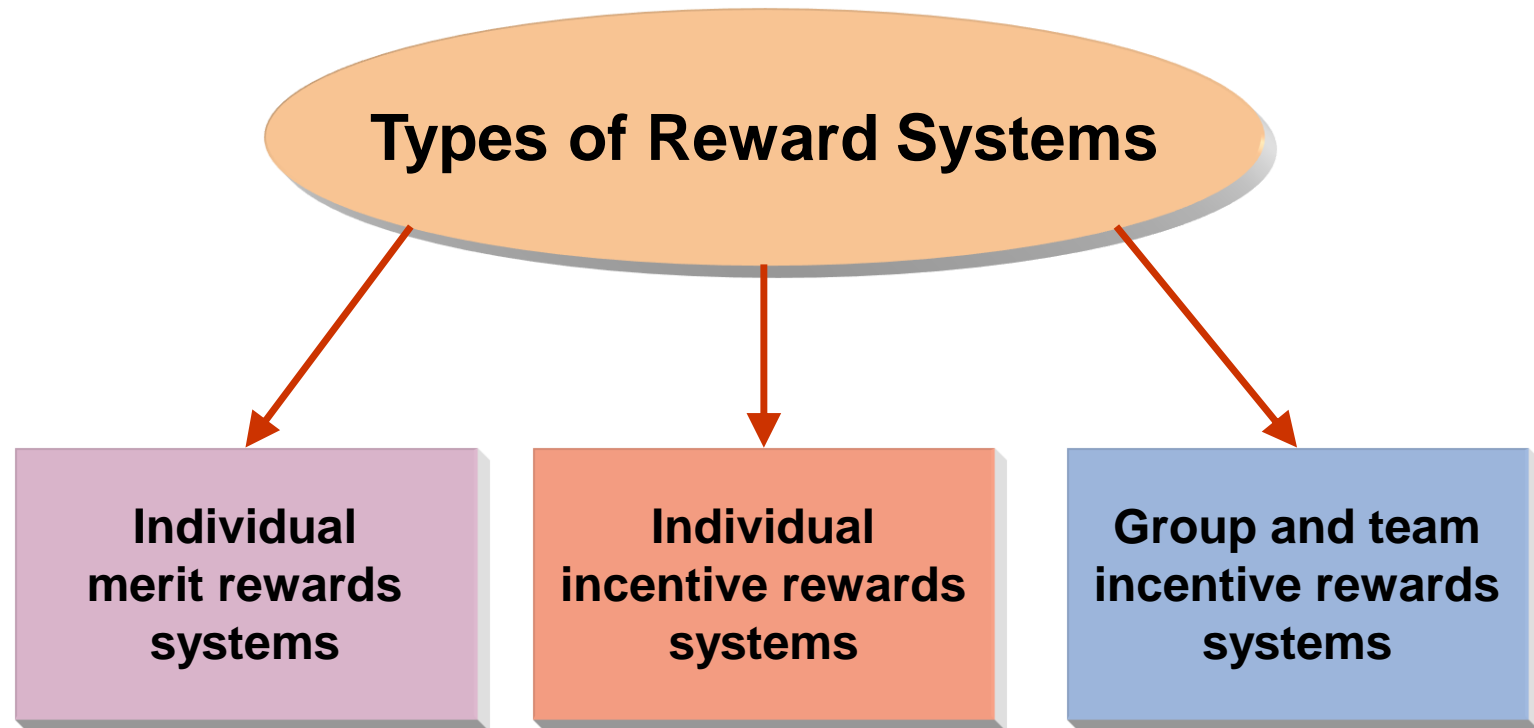 Types of Reward Systems
Individual
merit rewards
systems
Individual
incentive rewards
systems
Group and team
incentive rewards
systems